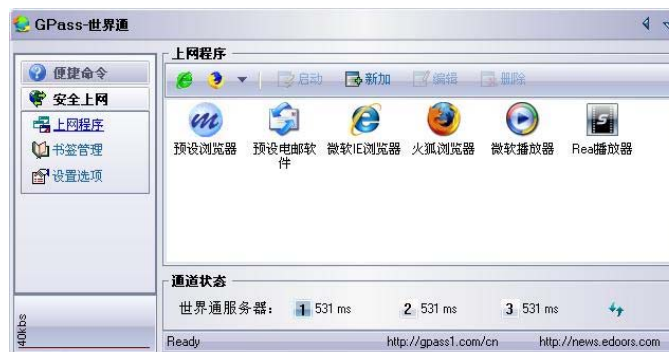 GPass-世界通
便捷命令
安全上网
上网程序
书签管理
设置选项
40kbs
上网程序
启动 新加 编辑 删除
预设浏览器 预设电邮软件 微软IE浏览器 火狐浏览器 微软播放器 Real播放器
通道状态
世界通服务器: 1 531 ms 2 531 ms 3 531 ms
Ready http://gpass1.com/cn http://news.edoors.com